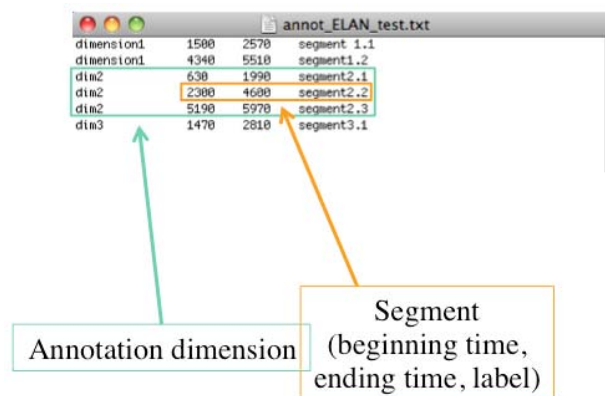 annot_ELAN_test.txt
dimension1 1500 2570 segment 1.1
dimension1 4340 5510 segment1.2
dim2 630 1990 segment2.1
dim2 2300 4600 segment2.2
dim2 5190 5970 segment2.3
dim3 1470 2810 segment3.1
Annotation dimension
Segment
(beginning time,
ending time, label)